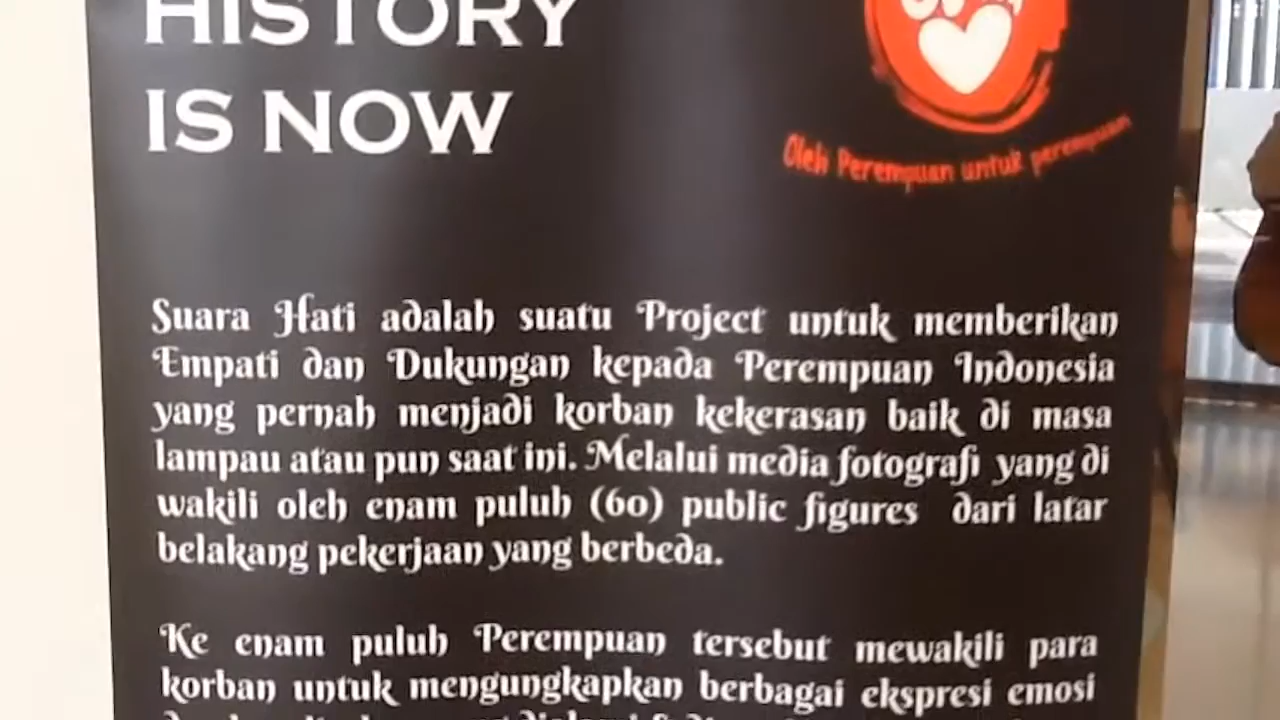 HISTORY
IS NOW
Oleh Perempuan untuk perempuan
Suara Hati adalah suatu Project untuk memberikan
Empati dan Dukungan kepada Perempuan Indonesia
yang pernah menjadi korban kekerasan baik di masa
lampau atau pun saat ini. Melalui media fotografi yang di
wakili oleh enam puluh (60) public figures dari latar
belakang pekerjaan yang berbeda.
Ke enam puluh Perempuan tersebut mewakili para
korban untuk mengungkapkan berbagai ekspresi emosi